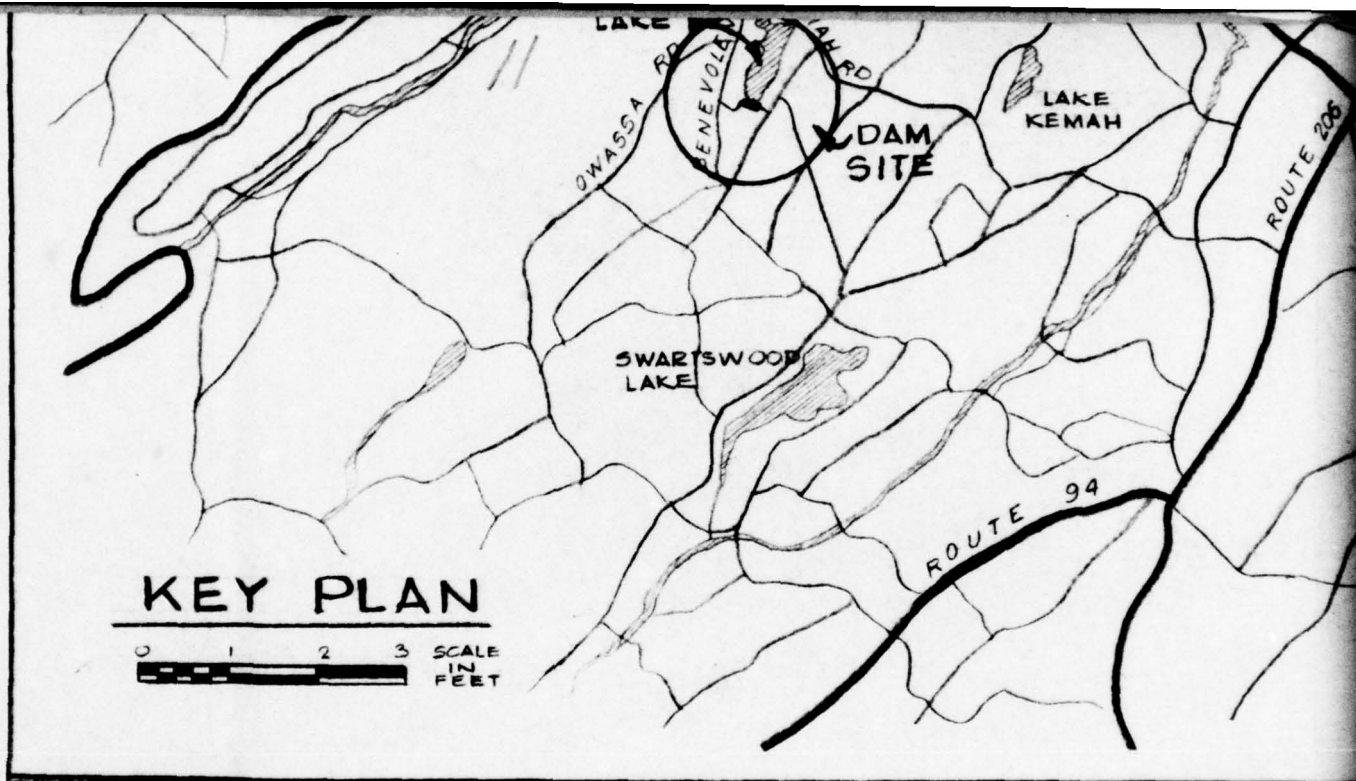 LAKE
RD
OWASSA
RD
LAKE
KEMAH
DAM
SITE
ROUTE 206
SWARTSWOOD
LAKE
ROUTE 94
KEY PLAN
0 1 2 3
SCALE
IN
FEET